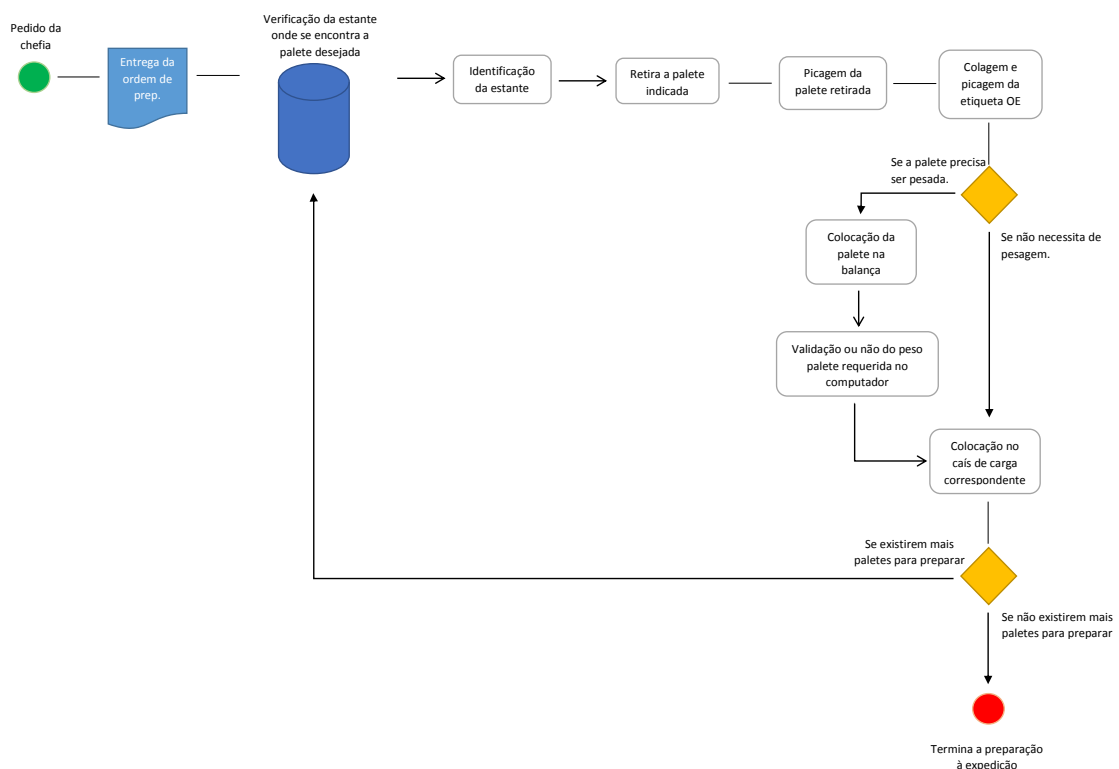 Pedido da
chefia
Entrega da
ordem de
prep.
Verificação da estante
onde se encontra a
palete desejada
Identificação
da estante
Retira a palete
indicada
Picagem da
palete retirada
Colagem e
picagem da
etiqueta OE
Se a palete precisa
ser pesada.
Se não necessita de
pesagem.
Colocação da
palete na
balança
Validação ou não do peso
palete requerida no
computador
Colocação no
caís de carga
correspondente
Se existirem mais
paletes para preparar
Se não existirem mais
paletes para preparar
Termina a preparação
à expedição